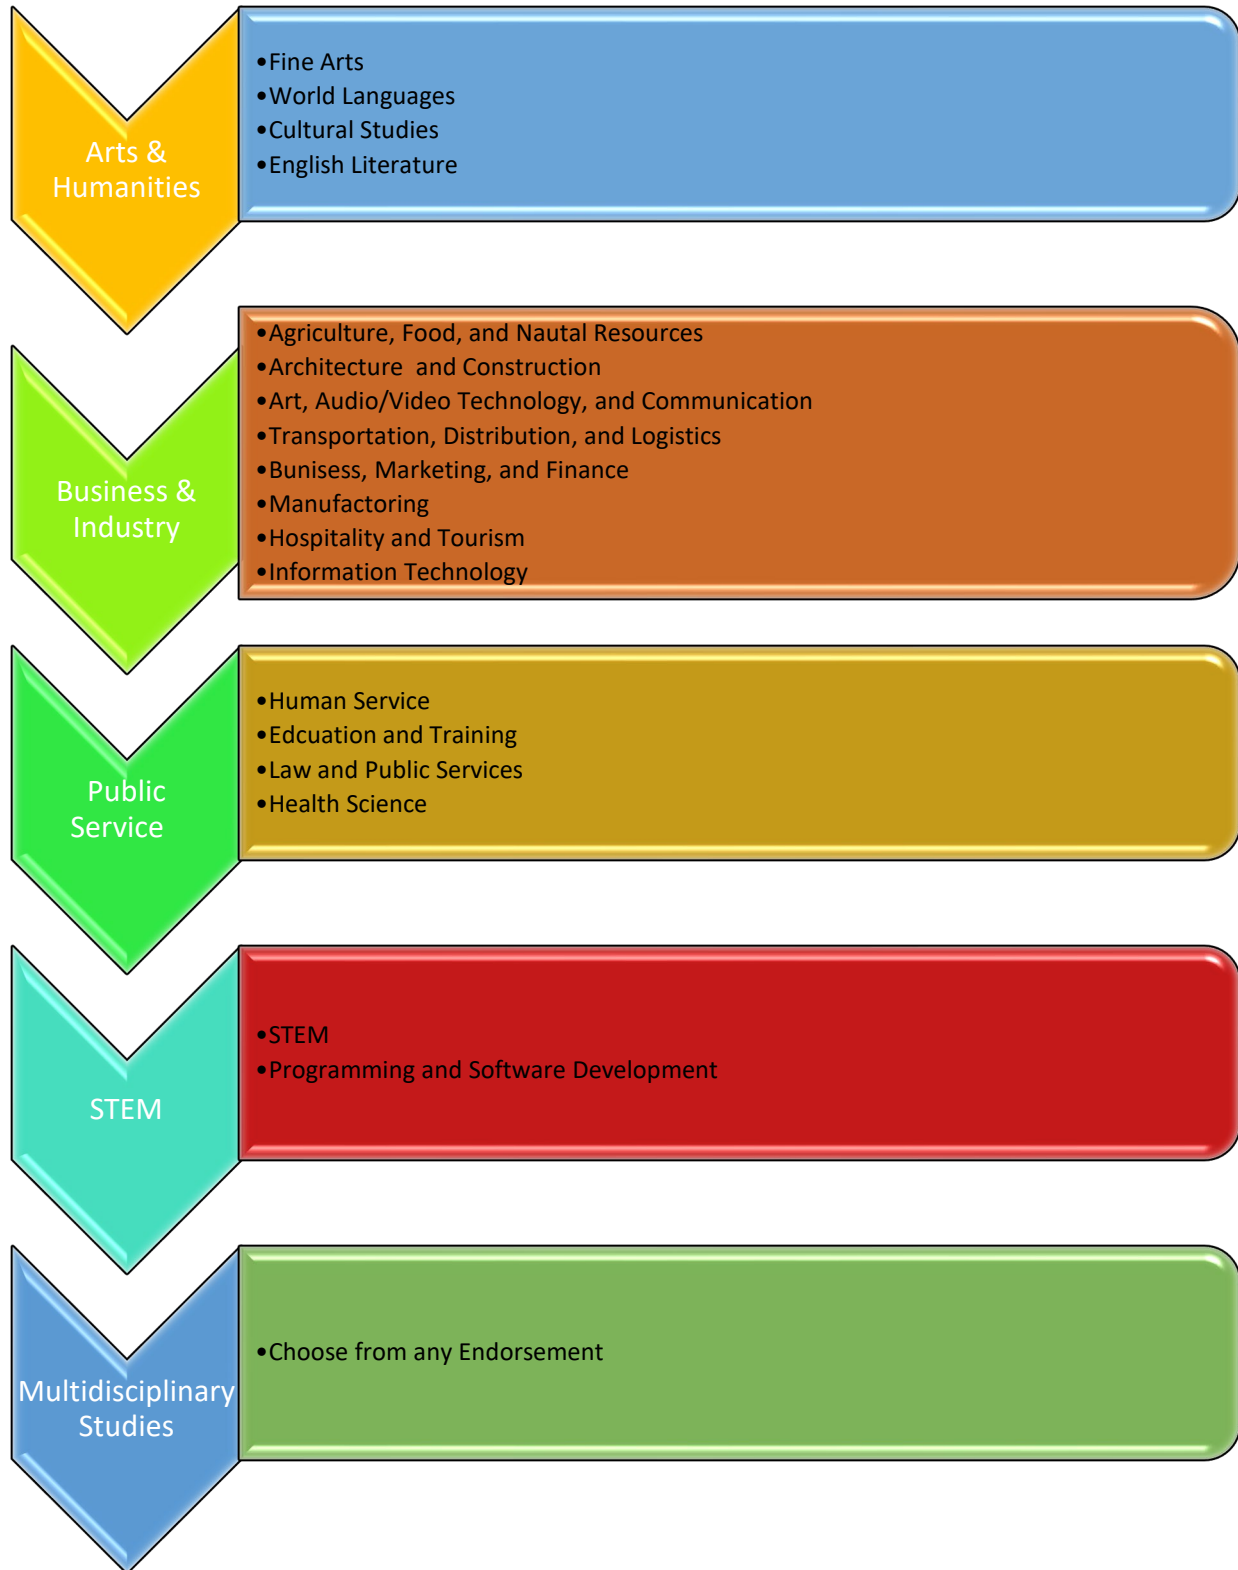 Arts &
Humanities
•Fine Arts
•World Languages
•Cultural Studies
•English Literature
Business &
Industry
•Agriculture, Food, and Nautal Resources
•Architecture  and Construction
•Art, Audio/Video Technology, and Communication
•Transportation, Distribution, and Logistics
•Bunisess, Marketing, and Finance
•Manufactoring
•Hospitality and Tourism
•Information Technology
Public
Service
•Human Service
•Edcuation and Training
•Law and Public Services
•Health Science
STEM
•STEM
•Programming and Software Development
Multidisciplinary
Studies
•Choose from any Endorsement